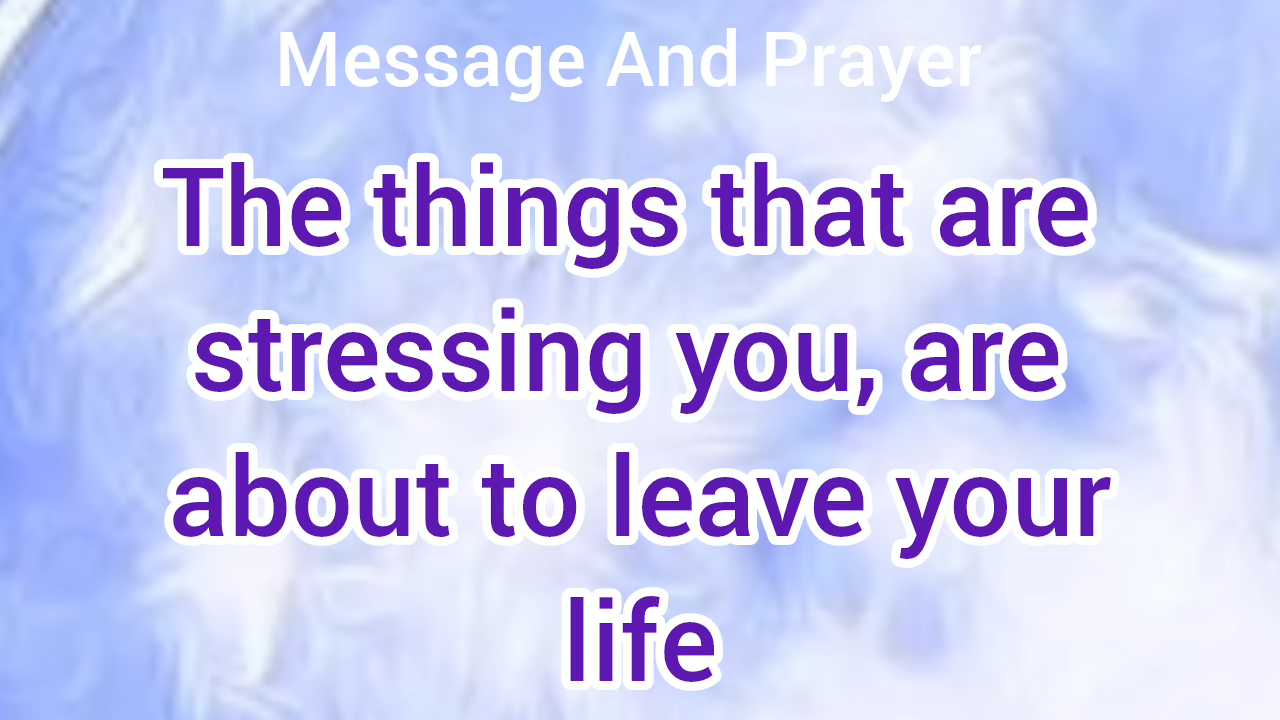 Message And Prayer
The things that are
stressing you, are
about to leave your
life